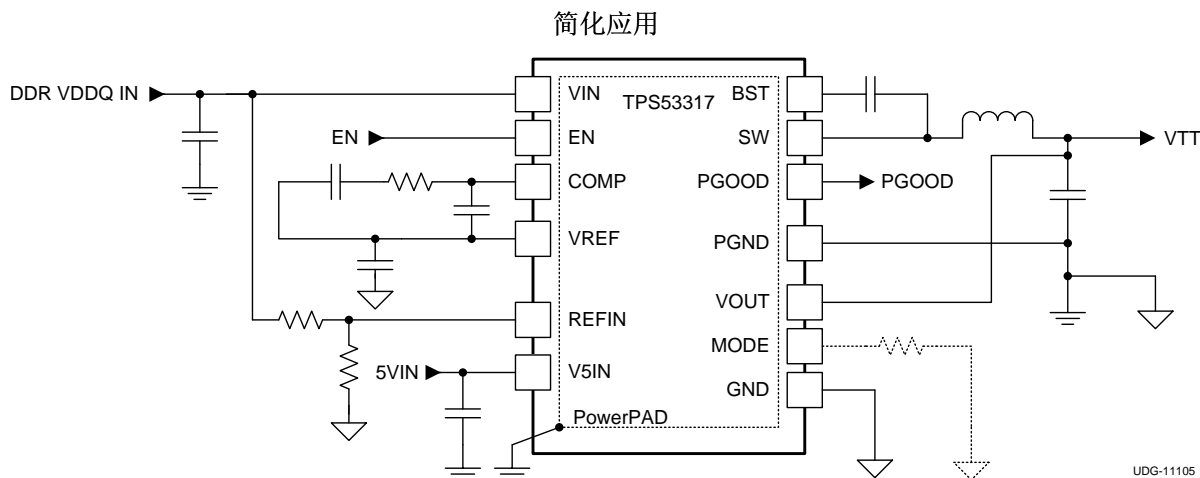 简化应用
DDR VDDQ IN
VIN
TPS53317
BST
EN
EN
SW
VTT
COMP
PGOOD
PGOOD
VREF
PGND
VOUT
REFIN
MODE
5VIN
V5IN
GND
PowerPAD
UDG-11105